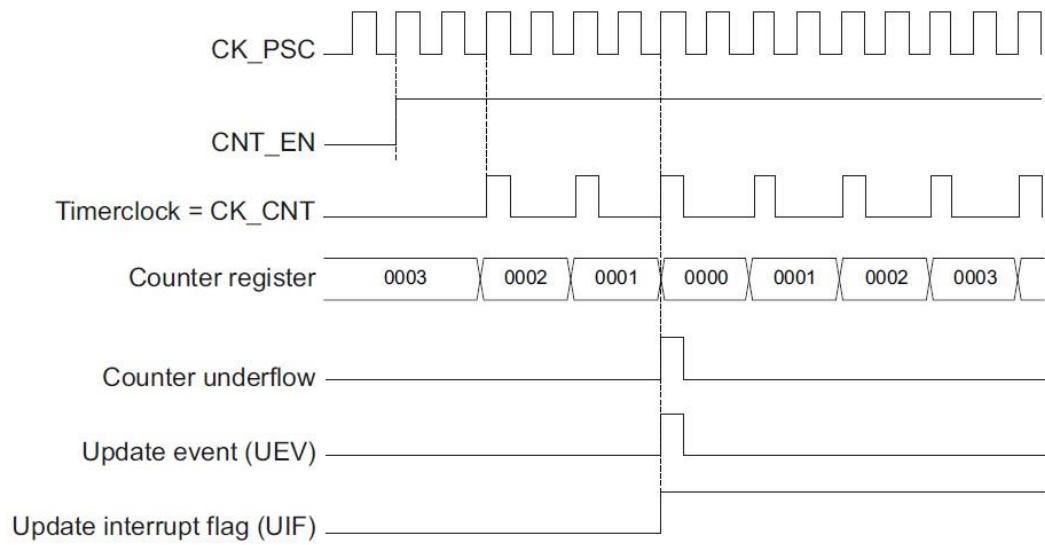 CK_PSC
CNT_EN
Timerclock = CK_CNT
Counter register 0003 0002 0001 0000 0001 0002 0003
Counter underflow
Update event (UEV)
Update interrupt flag (UIF)